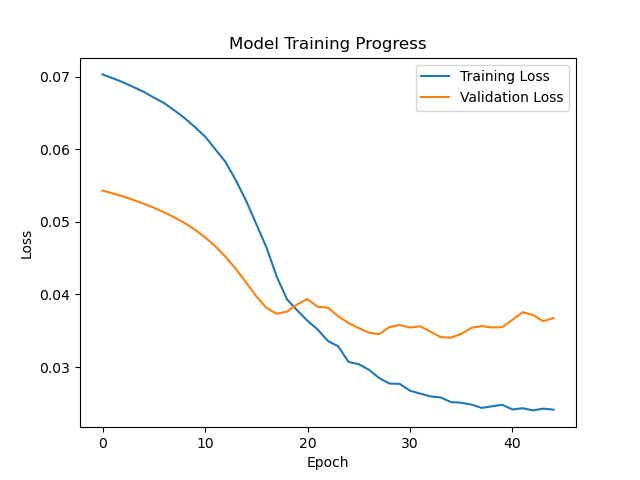 Model Training Progress
Training Loss
Validation Loss
0.07
0.06
0.05
0.04
0.03
Loss
0 10 20 30 40
Epoch